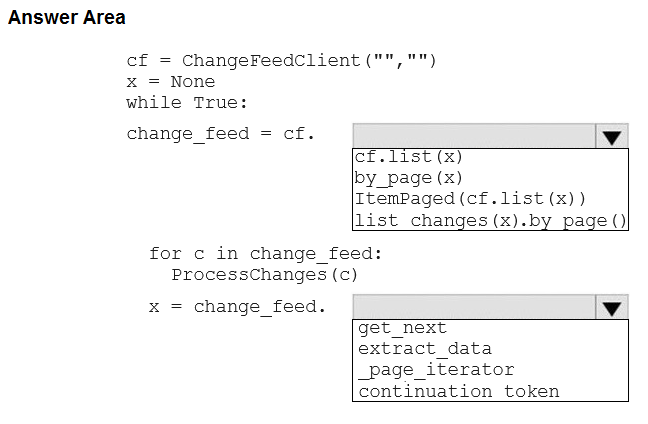 Answer Area
cf = ChangeFeedClient("","")
x = None
while True:
change_feed = cf.
cf.list(x)
by_page(x)
ItemPaged(cf.list(x))
list_changes(x).by_page()
for c in change_feed:
ProcessChanges(c)
x = change_feed.
get_next
extract_data
_page_iterator
continuation_token